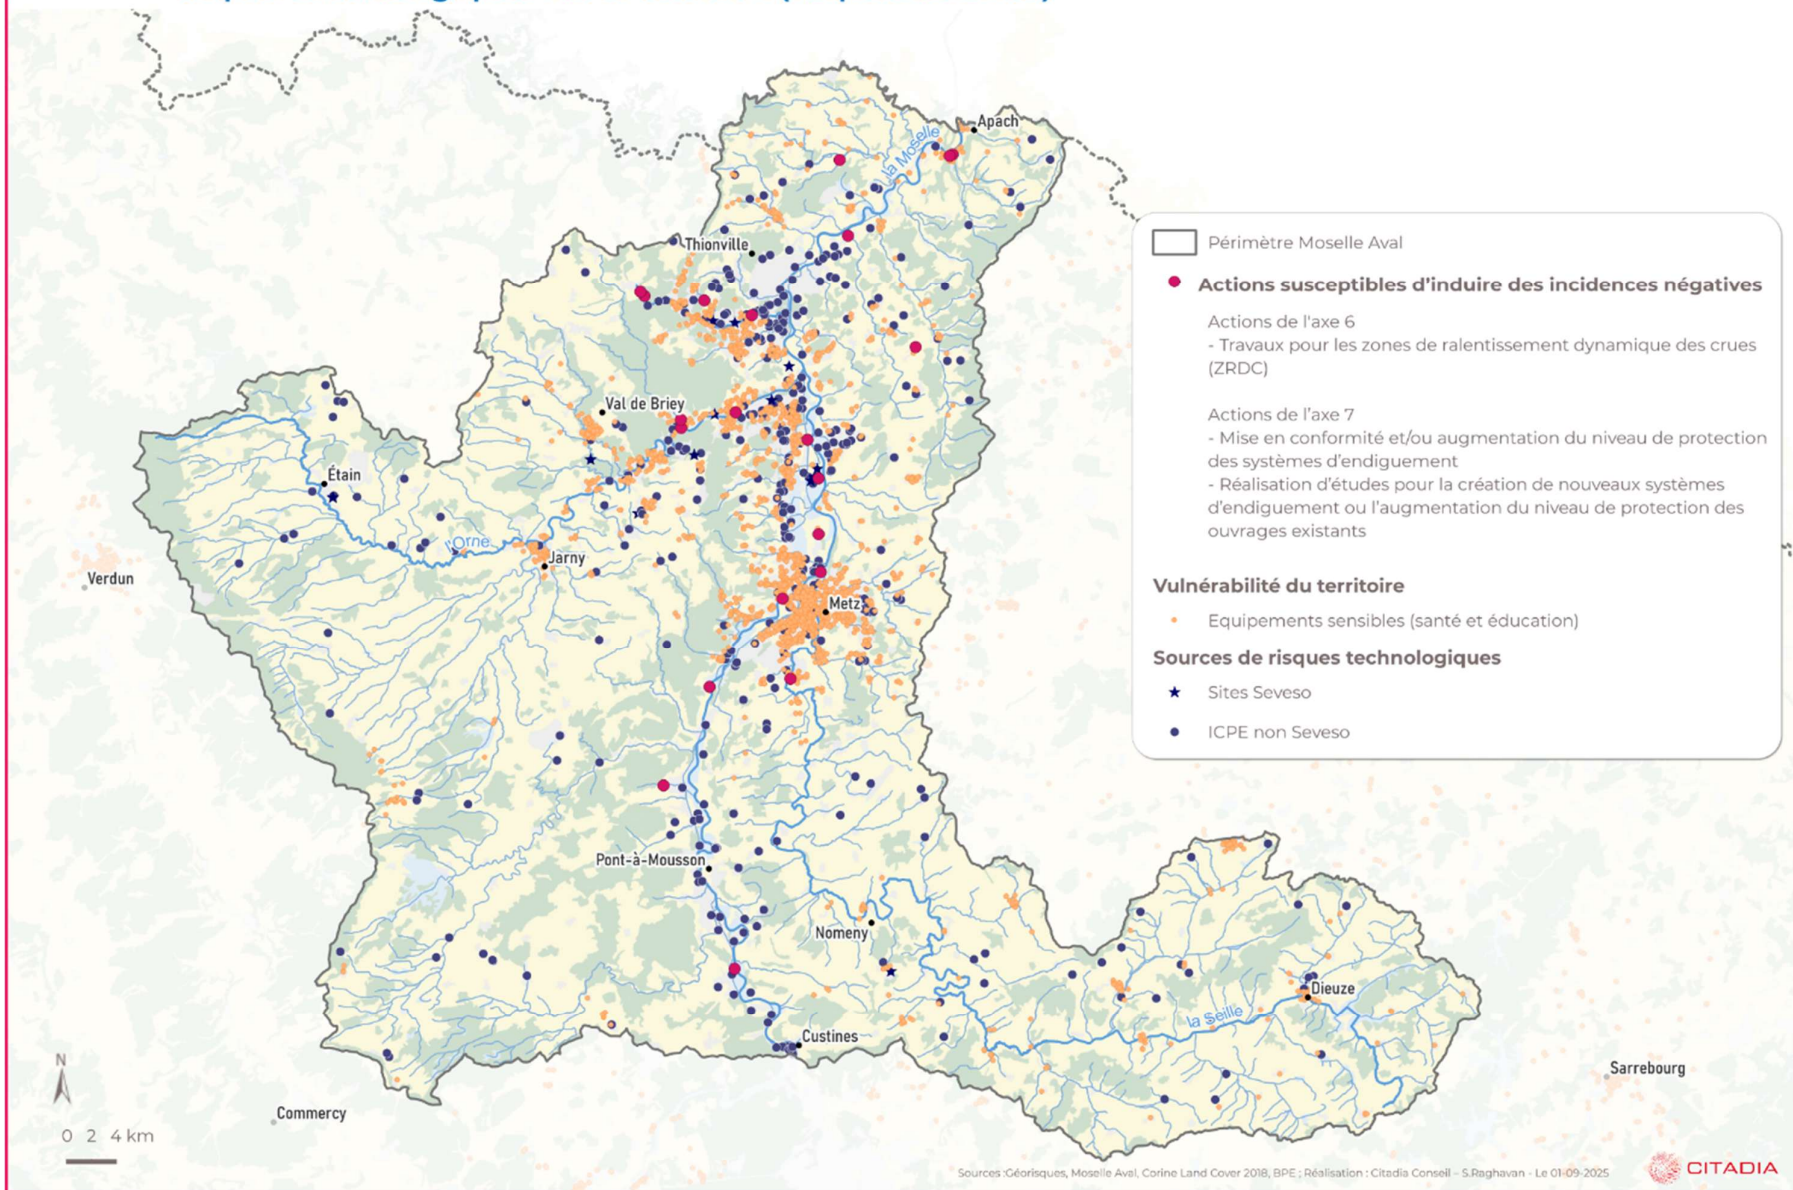 Apach
la Moselle
Thionville
Val de Briey
Étain
l'Orne
Jarny
Verdun
Metz
Pont-à-Mousson
Nomeny
Dieuze
la Seille
Custines
Sarrebourg
Commercy
N
0 2 4 km
Périmètre Moselle Aval
Actions susceptibles d'induire des incidences négatives
Actions de l'axe 6
- Travaux pour les zones de ralentissement dynamique des crues
(ZRDC)
Actions de l'axe 7
- Mise en conformité et/ou augmentation du niveau de protection
des systèmes d'endiguement
- Réalisation d'études pour la création de nouveaux systèmes
d'endiguement ou l'augmentation du niveau de protection des
ouvrages existants
Vulnérabilité du territoire
Equipements sensibles (santé et éducation)
Sources de risques technologiques
Sites Seveso
ICPE non Seveso
Sources :Géorisques, Moselle Aval, Corine Land Cover 2018, BPE ; Réalisation : Citadia Conseil – S.Raghavan - Le 01-09-2025
CITADIA